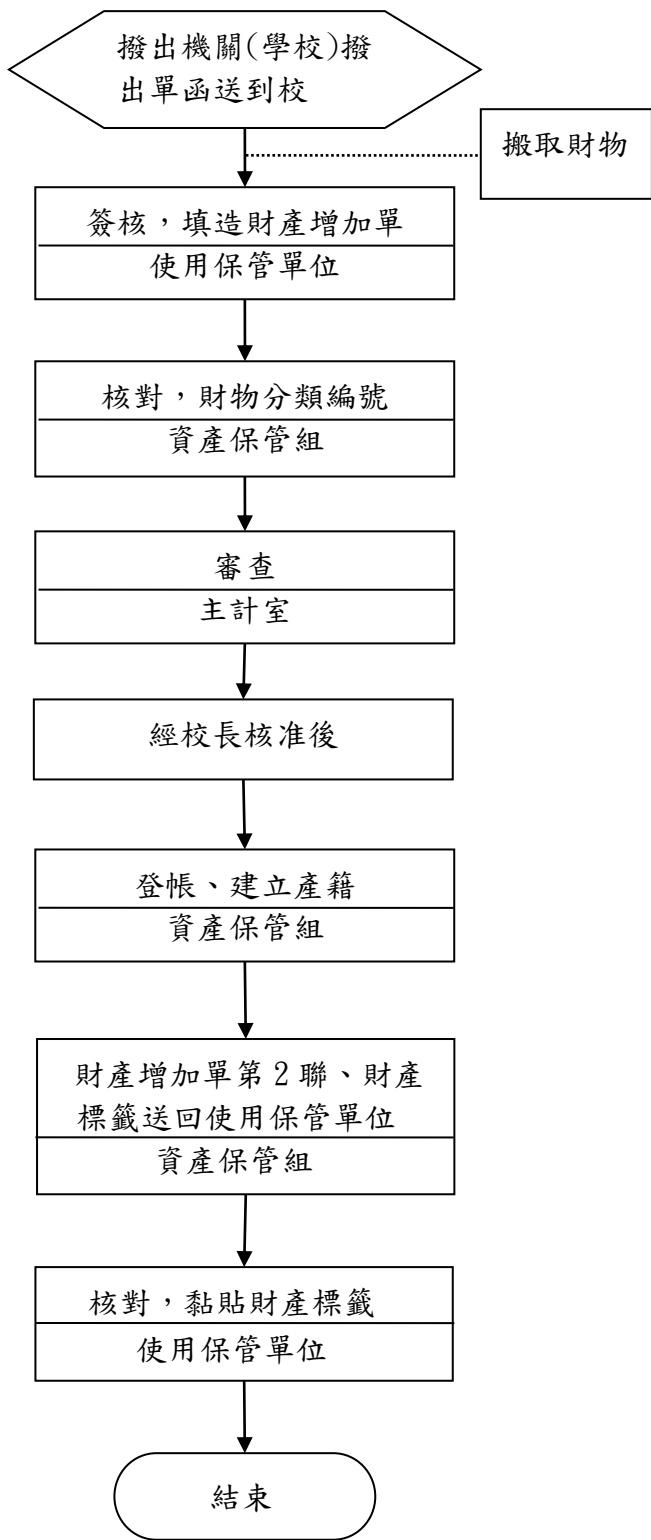 撥出機關(學校)撥
出單函送到校
搬取財物
簽核，填造財產增加單
使用保管單位
核對，財物分類編號
資產保管組
審查
主計室
經校長核准後
登帳、建立產籍
資產保管組
財產增加單第2聯、財產
標籤送回使用保管單位
資產保管組
核對，黏貼財產標籤
使用保管單位
結束